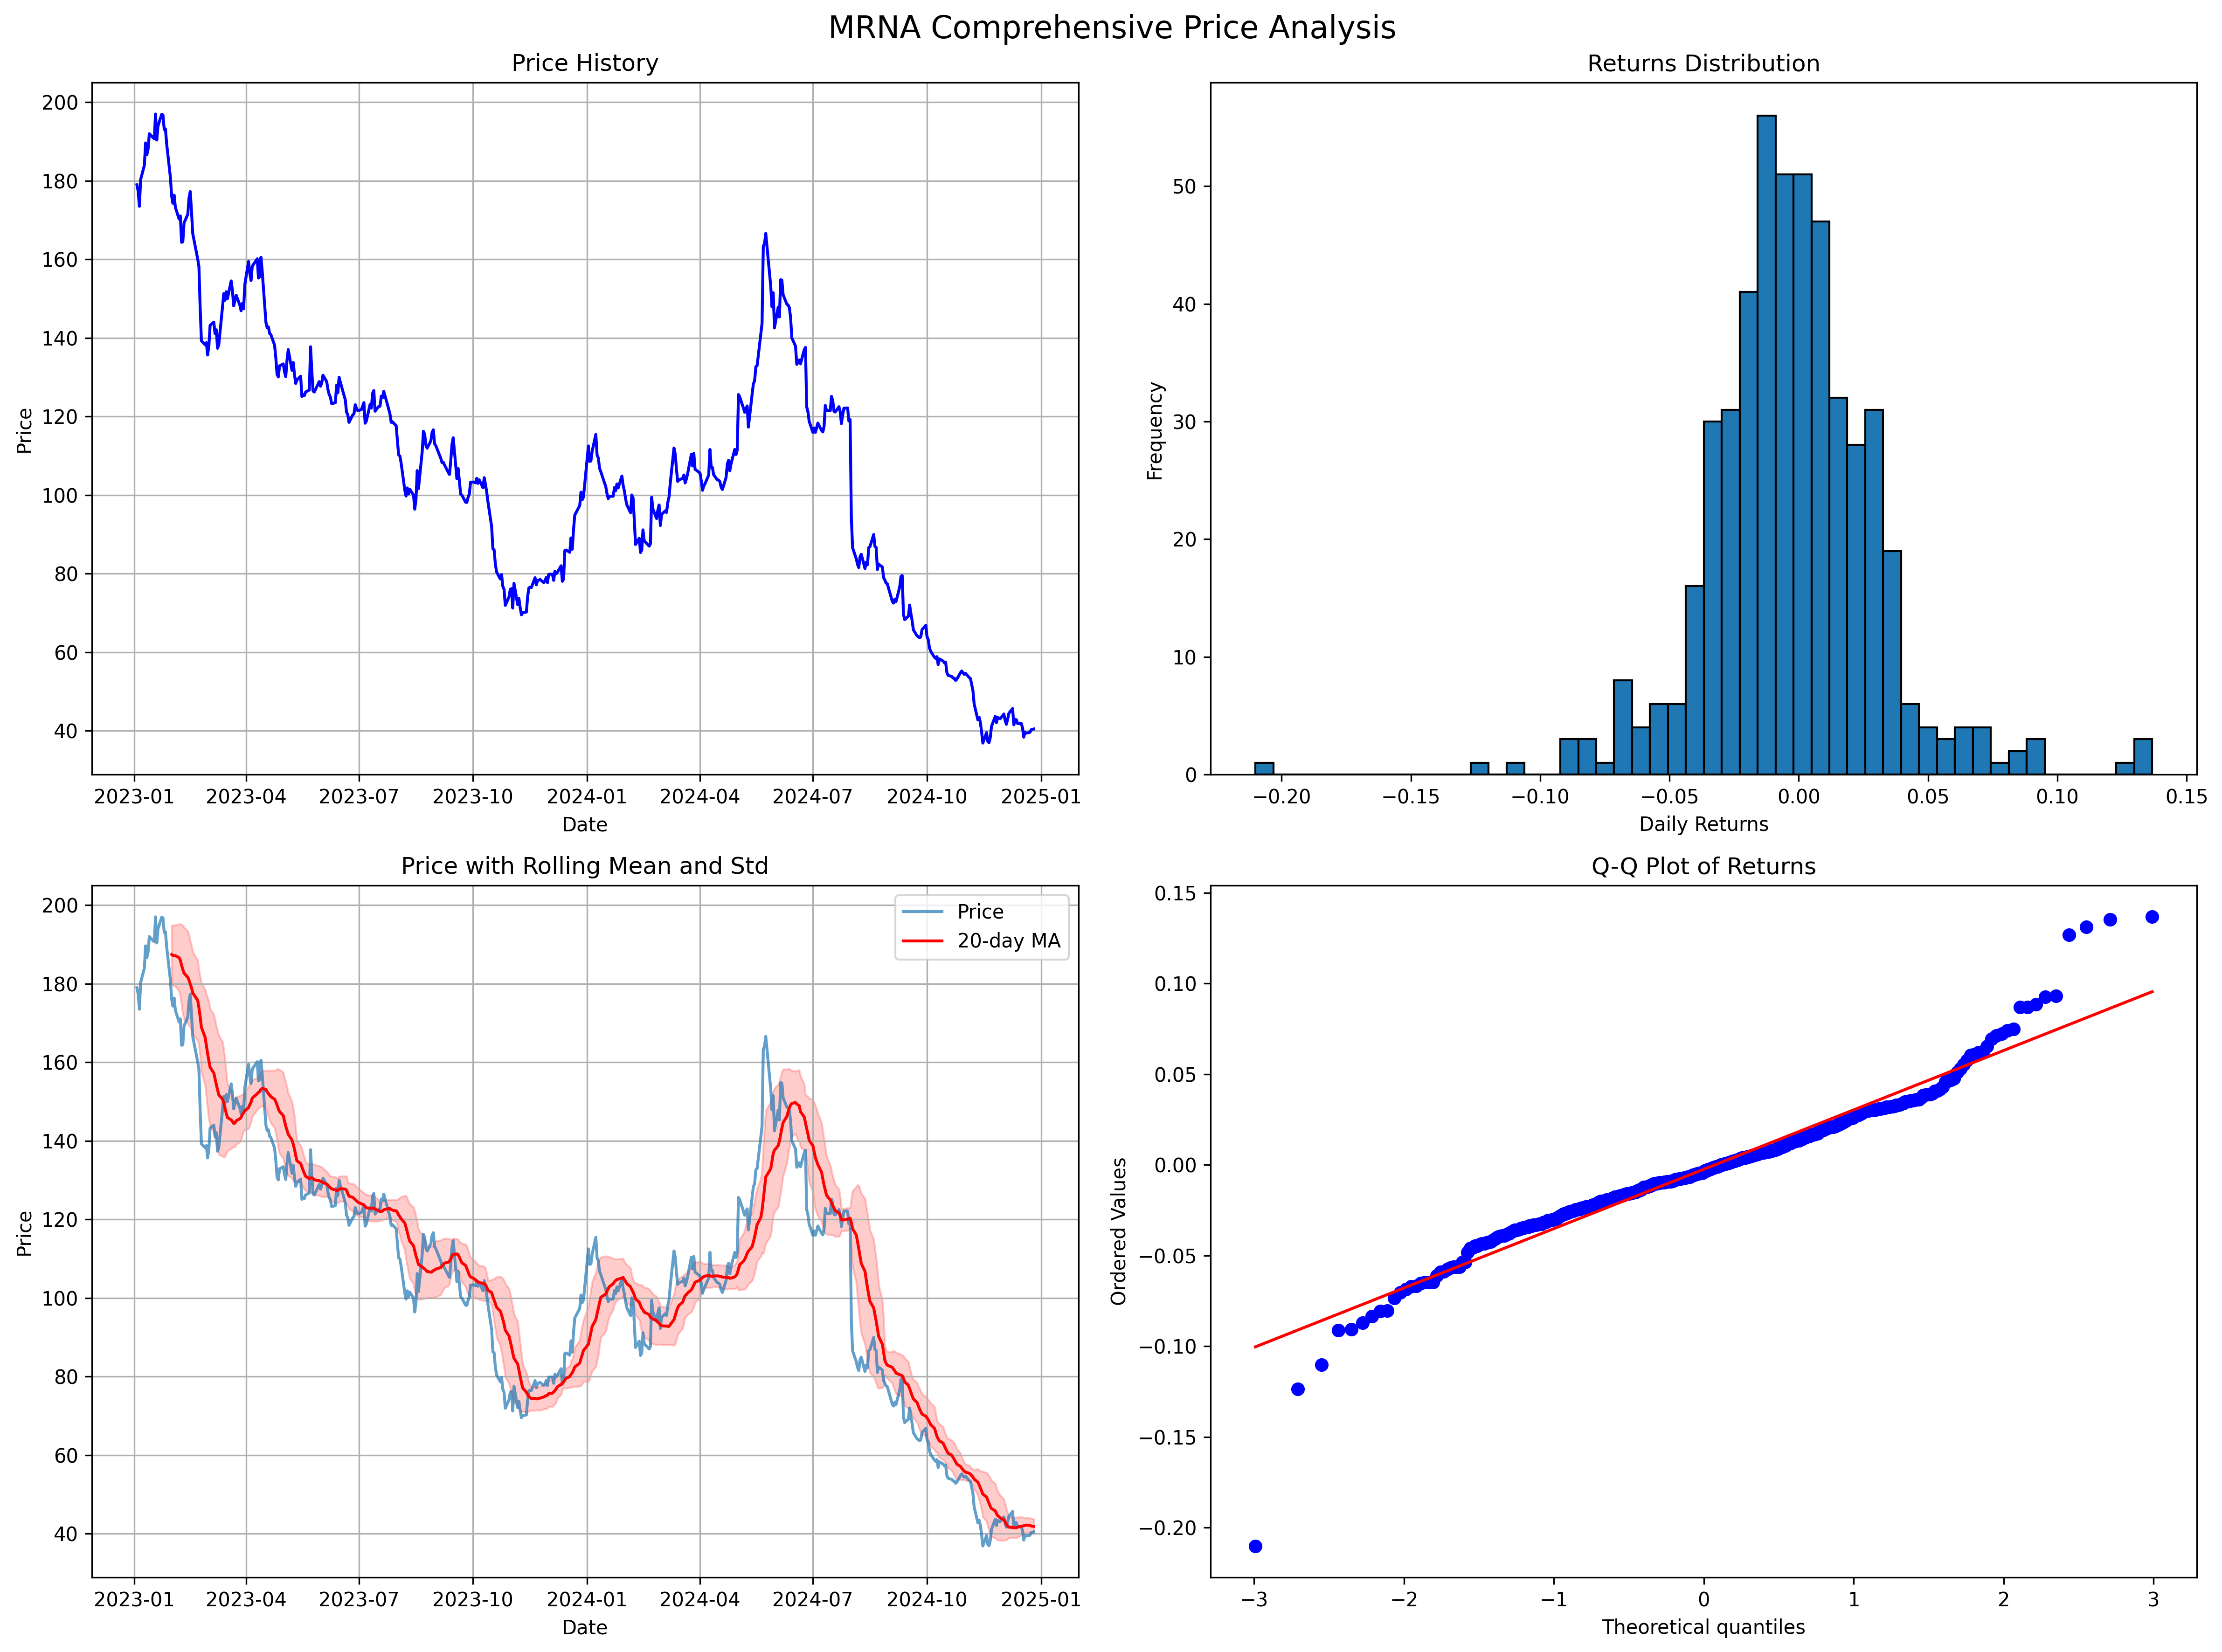 MRNA Comprehensive Price Analysis
Price History
200
180
160
140
120
100
80
60
40
Price
2023-01 2023-04 2023-07 2023-10 2024-01 2024-04 2024-07 2024-10 2025-01
Date
Returns Distribution
50
40
30
20
10
0
Frequency
−0.20 −0.15 −0.10 −0.05 0.00 0.05 0.10 0.15
Daily Returns
Price with Rolling Mean and Std
Price
20-day MA
200
180
160
140
120
100
80
60
40
Price
2023-01 2023-04 2023-07 2023-10 2024-01 2024-04 2024-07 2024-10 2025-01
Date
Q-Q Plot of Returns
0.15
0.10
0.05
0.00
−0.05
−0.10
−0.15
−0.20
Ordered Values
−3 −2 −1 0 1 2 3
Theoretical quantiles